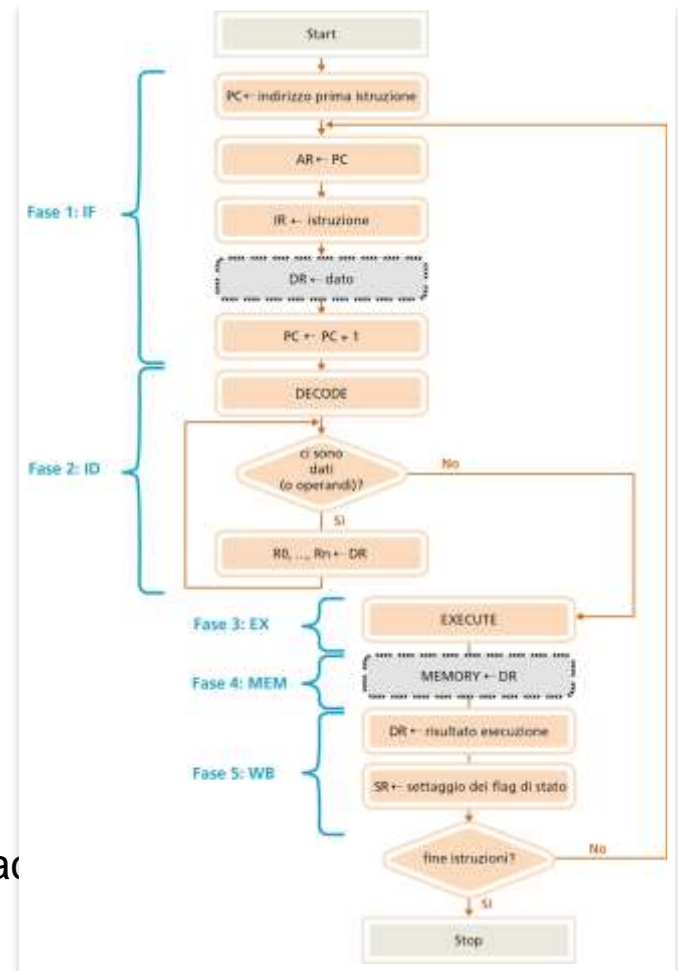 Start
PC← indirizzo prima istruzione
AR← PC
Fase 1: IF
IR ← istruzione
DR← dato
PC ← PC + 1
DECODE
ci sono
dati
(o operandi)?
No
Fase 2: ID
Si
R0, ..., Rn← DR
Fase 3: EX
EXECUTE
Fase 4: MEM
MEMORY ← DR
DR← risultato esecuzione
Fase 5: WB
SR← settaggio dei flag di stato
fine istruzioni?
No
Si
Stop